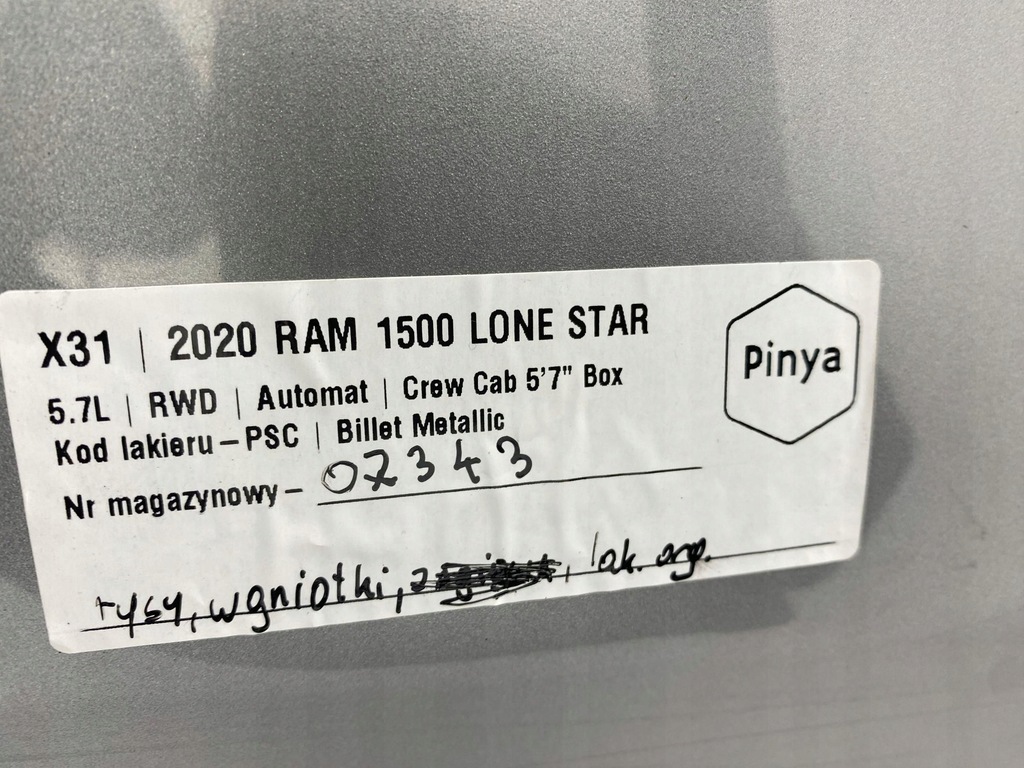 X31 | 2020 RAM 1500 LONE STAR
Pinya
5.7L | RWD | Automat | Crew Cab 5'7" Box
Kod lakieru – PSC | Billet Metallic
Nr magazynowy – 07343
rysy, wgniotki, , lak. org.